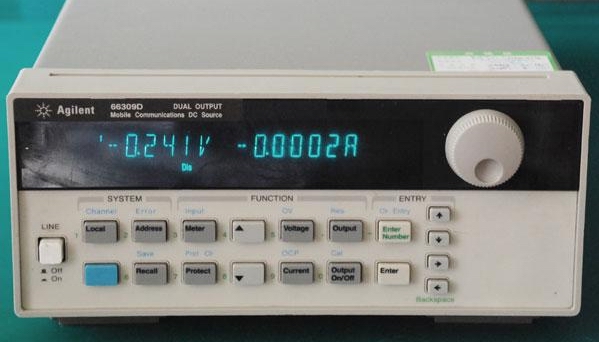 Agilent 66309D DUAL OUTPUT
Mobile Communications DC Source
'-0.241V -0.0002A
Dis
SYSTEM FUNCTION ENTRY
Channel Error Input OV Res Clr Entry
LINE
Local Address Meter Voltage Output Enter Number
Off
On
Save Prot Clr OCP Cal
Recall Protect Current Output On/Off Enter
Backspace